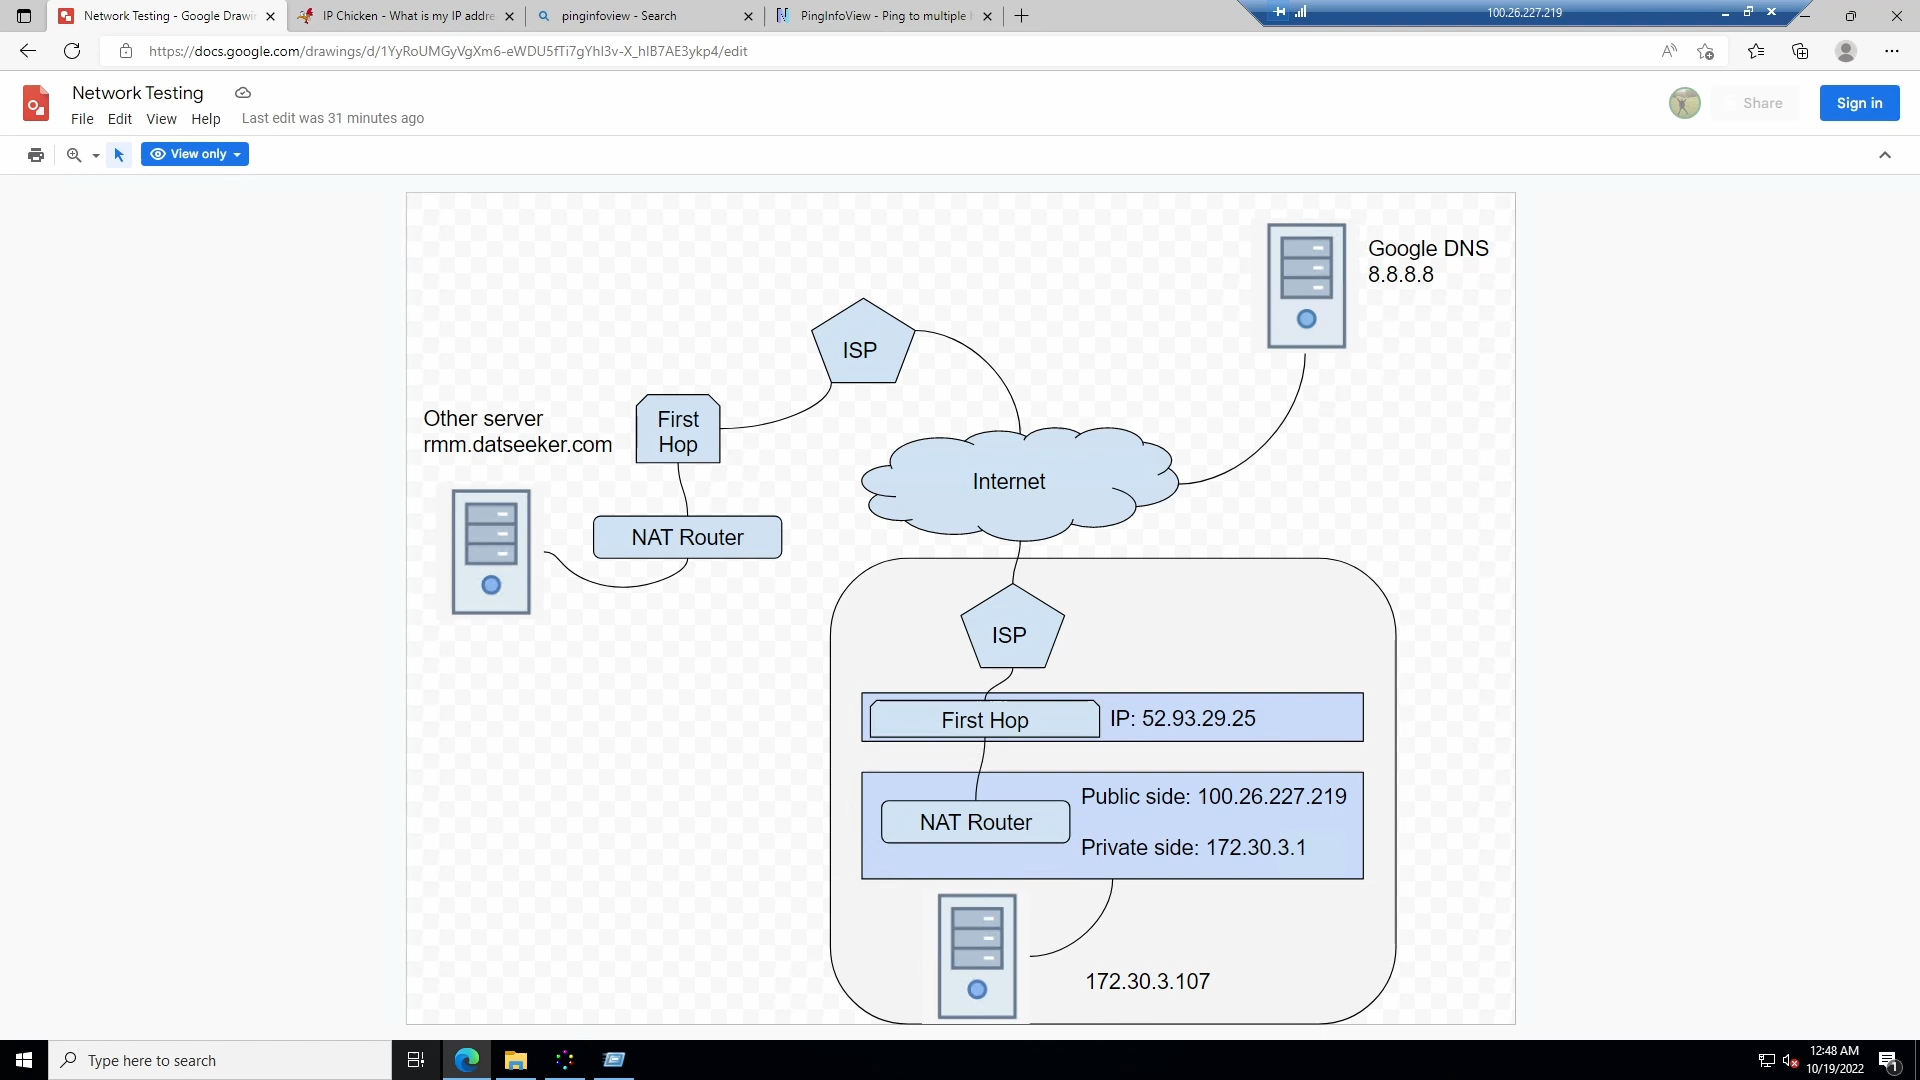 Network Testing - Google Drawin
IP Chicken - What is my IP addre
pinginfoview - Search
PingInfoView - Ping to multiple h
100.26.227.219
https://docs.google.com/drawings/d/1YyRoUMGyVgXm6-eWDU5fTi7gYhI3v-X_hIB7AE3ykp4/edit
Network Testing
File Edit View Help Last edit was 31 minutes ago
Share
Sign in
View only
Google DNS
8.8.8.8
ISP
Other server
rmm.datseeker.com
First
Hop
Internet
NAT Router
ISP
First Hop
IP: 52.93.29.25
Public side: 100.26.227.219
NAT Router
Private side: 172.30.3.1
172.30.3.107
Type here to search
12:48 AM
10/19/2022
1